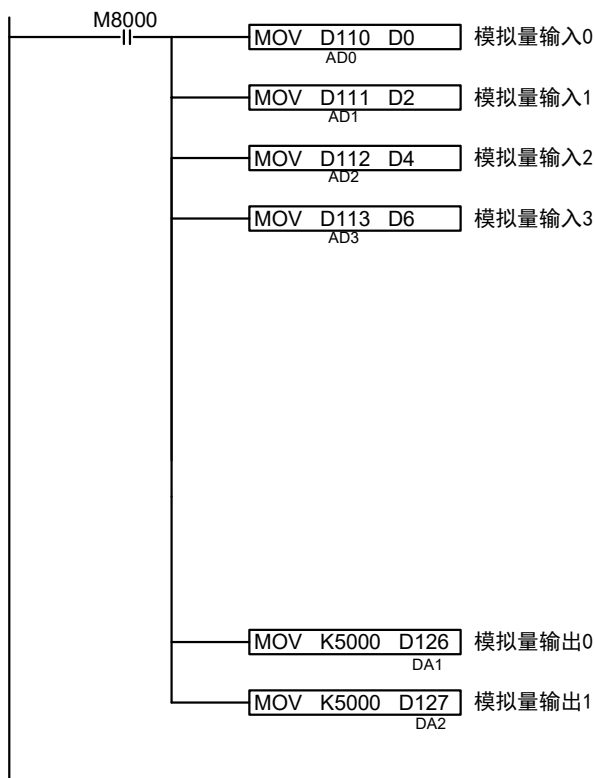 M8000
MOV D110 D0 模拟量输入0
AD0
MOV D111 D2 模拟量输入1
AD1
MOV D112 D4 模拟量输入2
AD2
MOV D113 D6 模拟量输入3
AD3
MOV K5000 D126 模拟量输出0
DA1
MOV K5000 D127 模拟量输出1
DA2